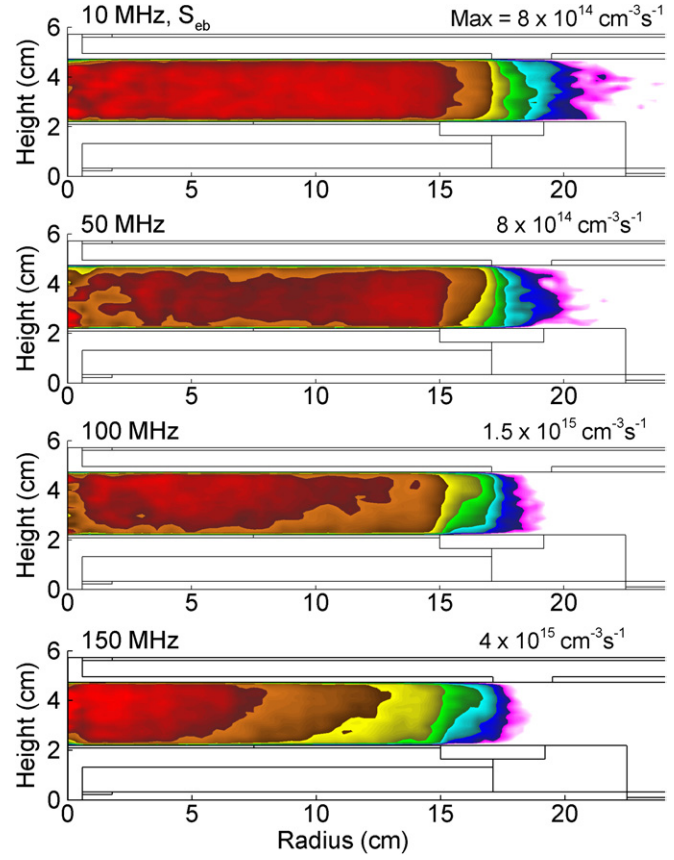 10 MHz, S_eb Max = 8 x 10^14 cm^-3s^-1
6
4
2
0
Height (cm)
0 5 10 15 20
50 MHz 8 x 10^14 cm^-3s^-1
6
4
2
0
Height (cm)
0 5 10 15 20
100 MHz 1.5 x 10^15 cm^-3s^-1
6
4
2
0
Height (cm)
0 5 10 15 20
150 MHz 4 x 10^15 cm^-3s^-1
6
4
2
0
Height (cm)
0 5 10 15 20
Radius (cm)